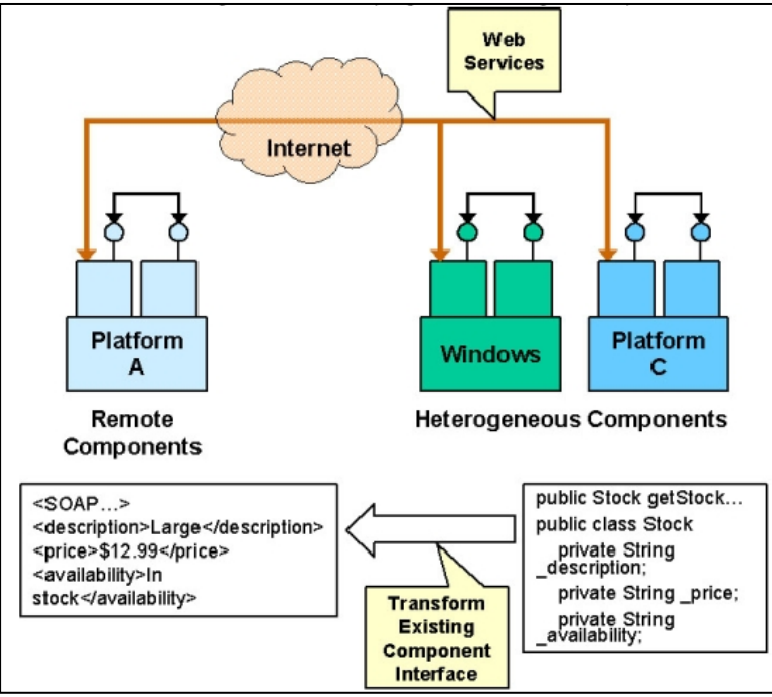 Web
Services
Internet
Platform
A
Windows
Platform
C
Remote
Components
Heterogeneous Components
<SOAP...>
<description>Large</description>
<price>$12.99</price>
<availability>In
stock</availability>
Transform
Existing
Component
Interface
public Stock getStock...
public class Stock
private String
_description;
private String _price;
private String
_availability;